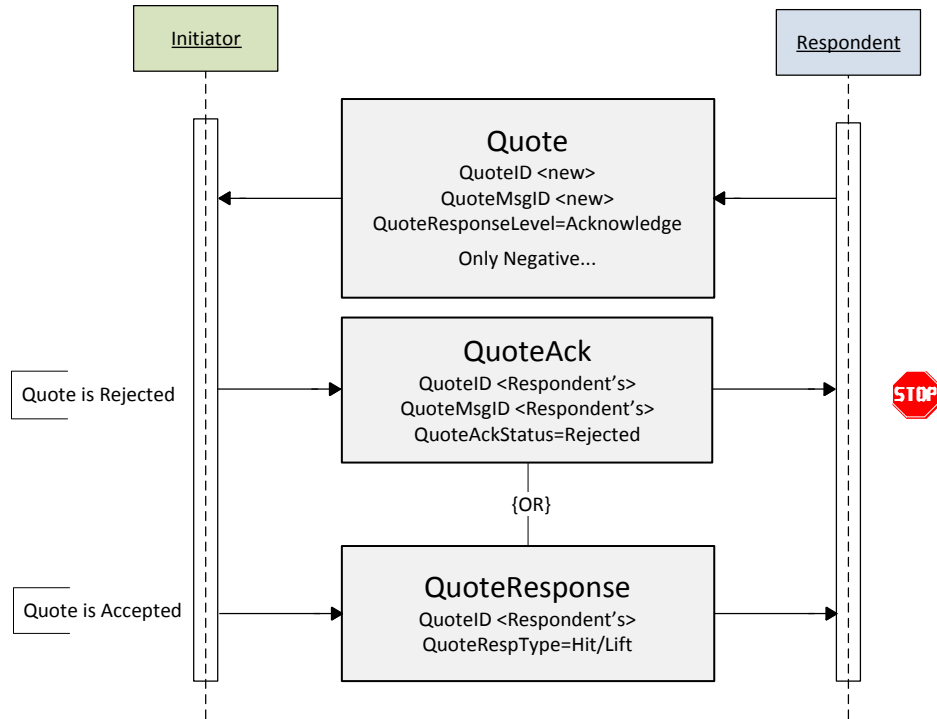 Initiator
Respondent
Quote
QuoteID <new>
QuoteMsgID <new>
QuoteResponseLevel=Acknowledge
Only Negative...
QuoteAck
QuoteID <Respondent’s>
QuoteMsgID <Respondent’s>
QuoteAckStatus=Rejected
Quote is Rejected
STOP
{OR}
QuoteResponse
QuoteID <Respondent’s>
QuoteRespType=Hit/Lift
Quote is Accepted